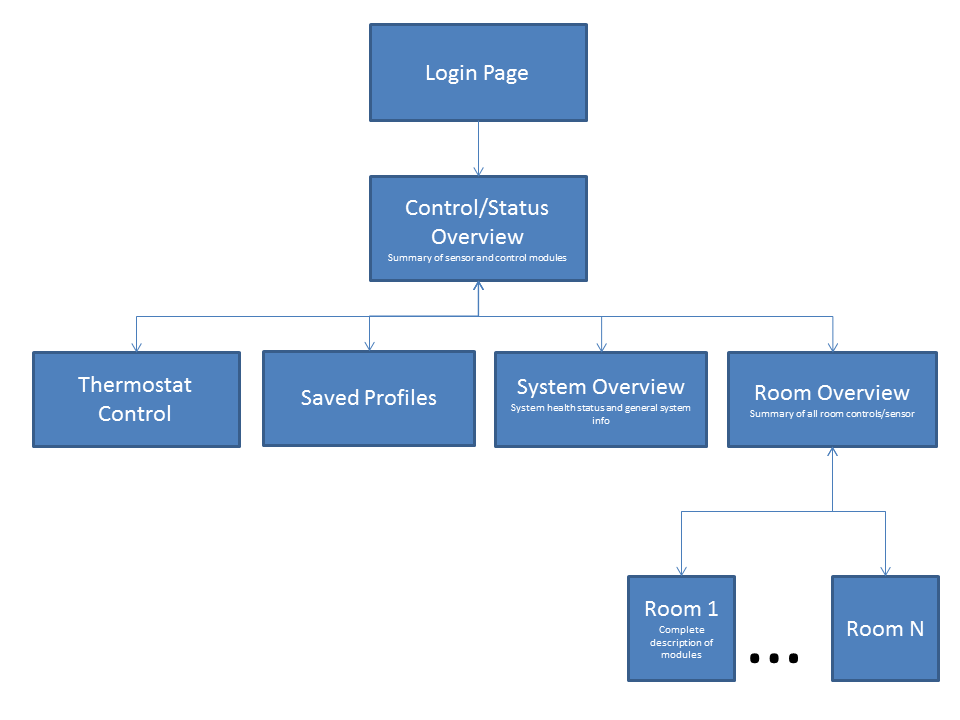 Login Page
Control/Status
Overview
Summary of sensor and control modules
Thermostat
Control
Saved Profiles
System Overview
System health status and general system
info
Room Overview
Summary of all room controls/sensor
Room 1
Complete
description of
modules
...
Room N